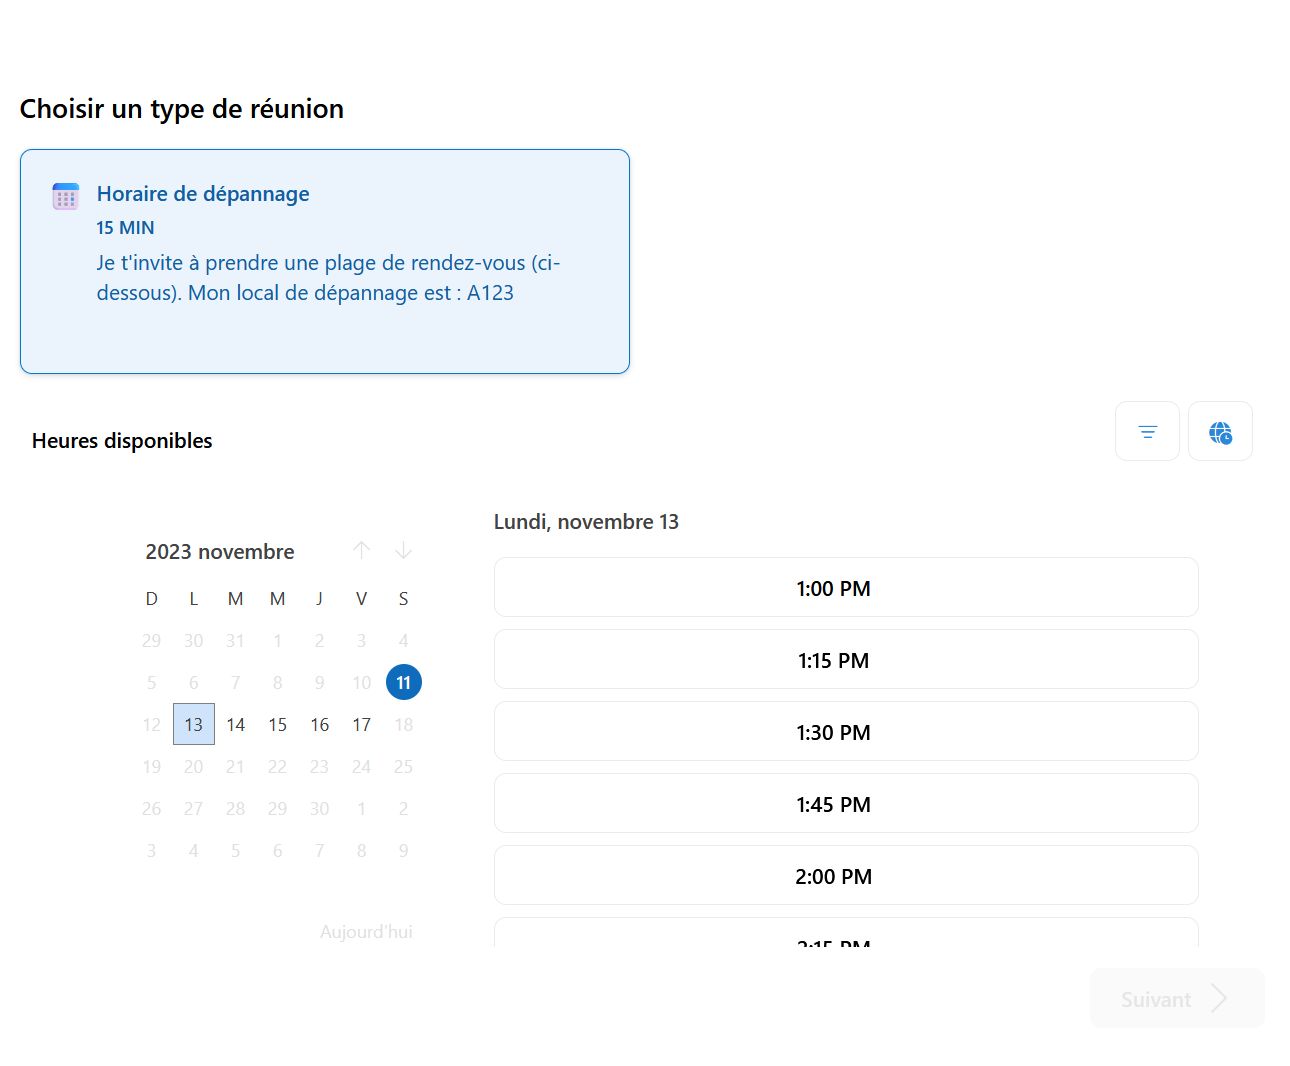 Choisir un type de réunion
Horaire de dépannage
15 MIN
Je t'invite à prendre une plage de rendez-vous (ci-
dessous). Mon local de dépannage est : A123
Heures disponibles
2023 novembre
D L M M J V S
29 30 31 1 2 3 4
5 6 7 8 9 10 11
12 13 14 15 16 17 18
19 20 21 22 23 24 25
26 27 28 29 30 1 2
3 4 5 6 7 8 9
Aujourd'hui
Lundi, novembre 13
1:00 PM
1:15 PM
1:30 PM
1:45 PM
2:00 PM
2:15 PM
Suivant